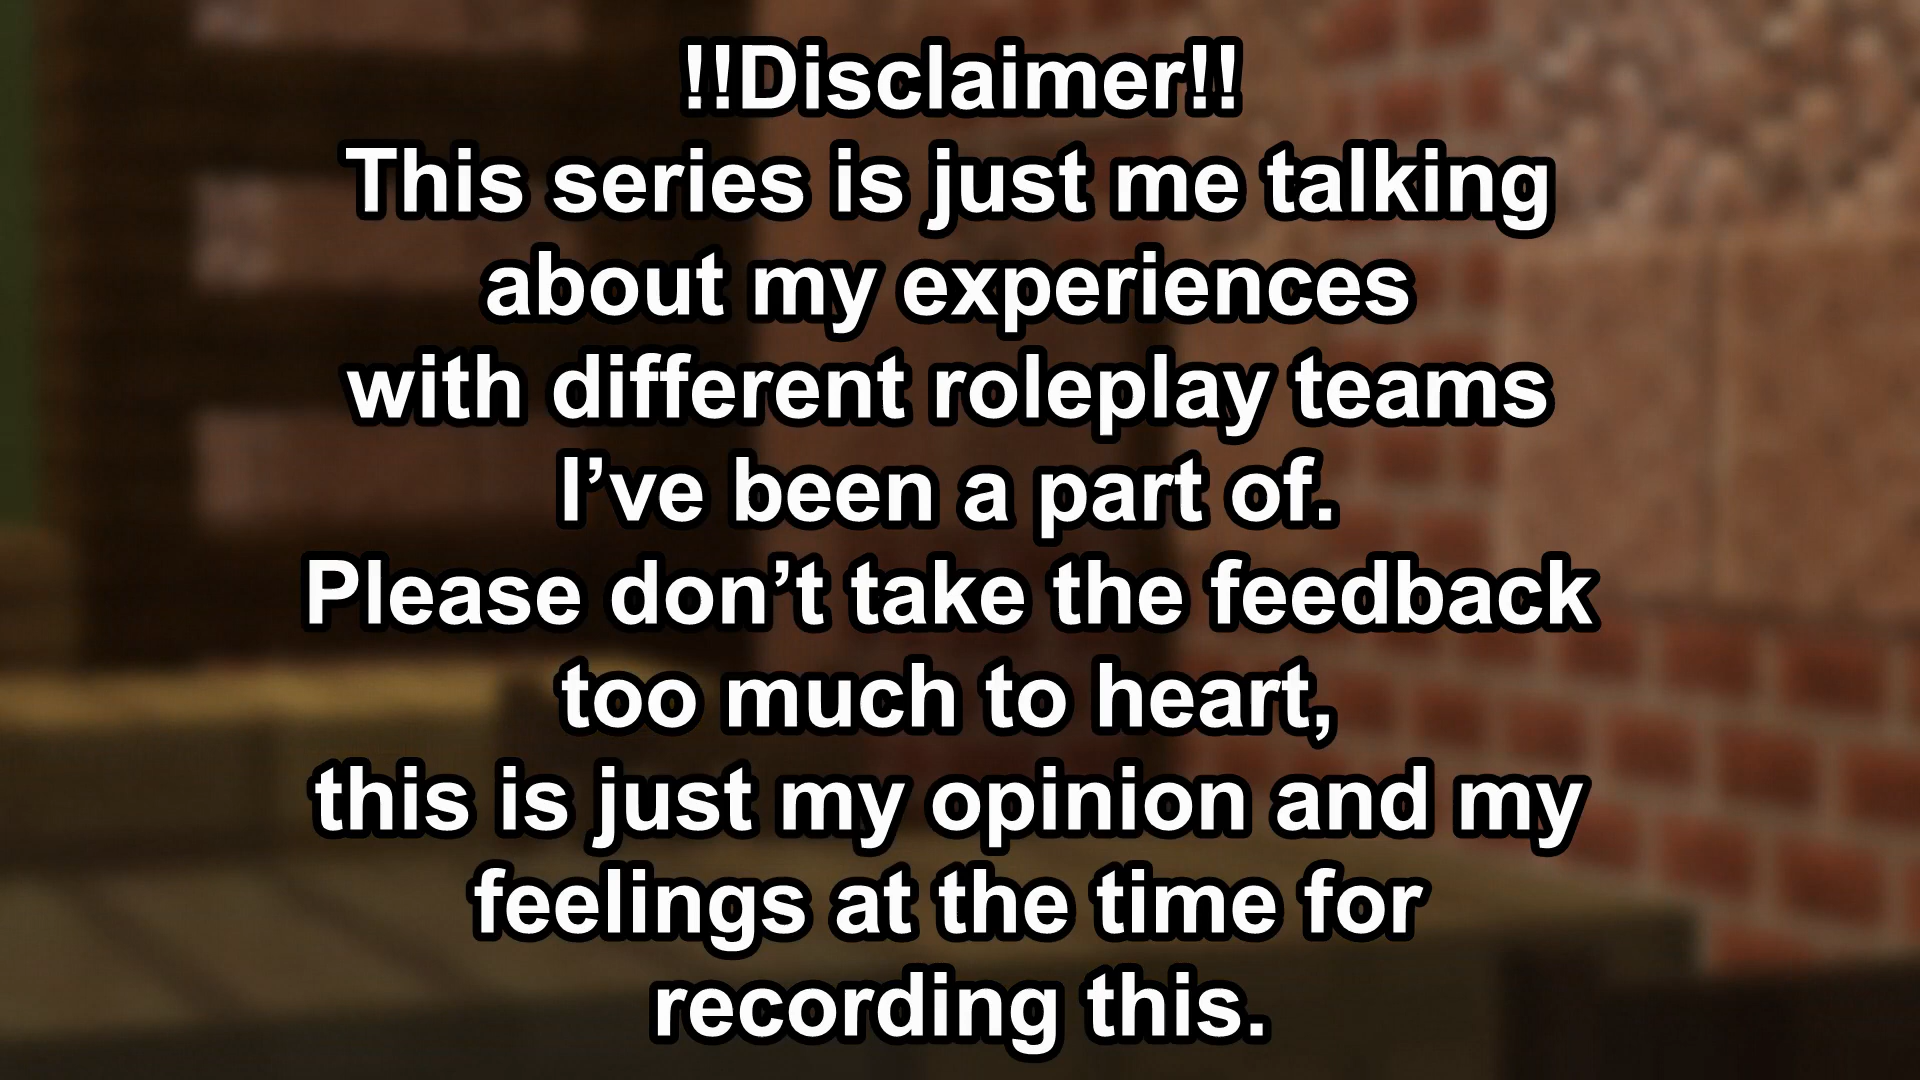 !!Disclaimer!!
This series is just me talking
about my experiences
with different roleplay teams
I’ve been a part of.
Please don’t take the feedback
too much to heart,
this is just my opinion and my
feelings at the time for
recording this.